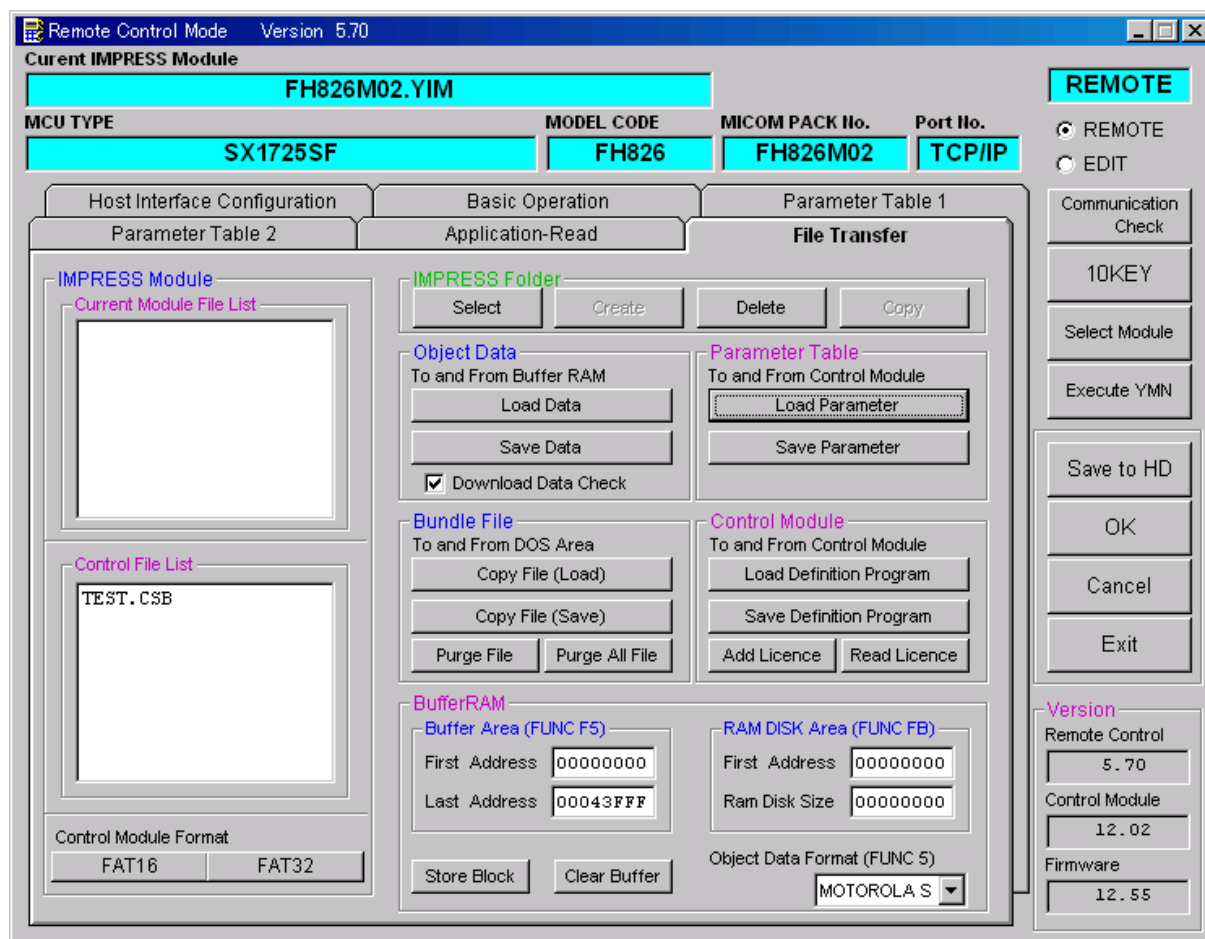 Remote Control Mode Version 5.70
Curent IMPRESS Module
FH826M02.YIM
REMOTE
MCU TYPE MODEL CODE MICOM PACK No. Port No.
SX1725SF FH826 FH826M02 TCP/IP
REMOTE
EDIT
Host Interface Configuration Basic Operation Parameter Table 1
Parameter Table 2 Application-Read File Transfer
Communication
Check
10KEY
Select Module
Execute YMN
Save to HD
OK
Cancel
Exit
IMPRESS Module
Current Module File List
Control File List
TEST.CSB
Control Module Format
FAT16 FAT32
IMPRESS Folder
Select Create Delete Copy
Object Data
To and From Buffer RAM
Load Data
Save Data
Download Data Check
Parameter Table
To and From Control Module
Load Parameter
Save Parameter
Bundle File
To and From DOS Area
Copy File (Load)
Copy File (Save)
Purge File Purge All File
Control Module
To and From Control Module
Load Definition Program
Save Definition Program
Add Licence Read Licence
BufferRAM
Buffer Area (FUNC F5)
First Address 00000000
Last Address 00043FFF
RAM DISK Area (FUNC FB)
First Address 00000000
Ram Disk Size 00000000
Store Block Clear Buffer
Object Data Format (FUNC 5)
MOTOROLA S
Version
Remote Control
5.70
Control Module
12.02
Firmware
12.55